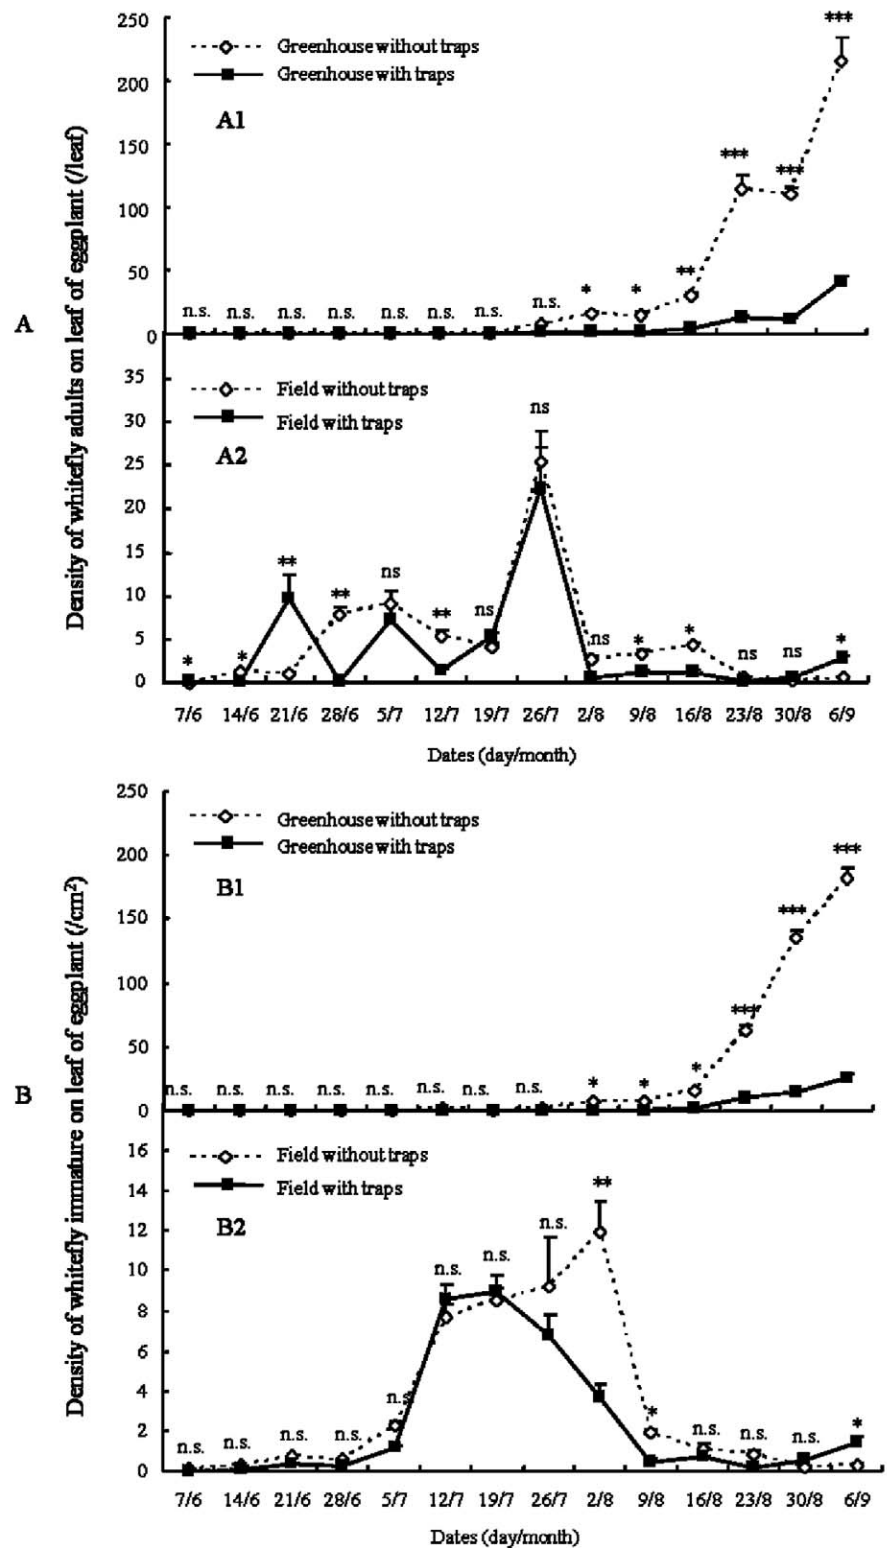 A
Density of whitefly adults on leaf of eggplant (/leaf)
250
200
150
100
50
0
Greenhouse without traps
Greenhouse with traps
A1
n.s. n.s. n.s. n.s. n.s. n.s. n.s. n.s. * * ** *** *** ***
35
30
25
20
15
10
5
0
Field without traps
Field with traps
A2
* * ** ** ns ** ns ns ns * * ns ns *
7/6 14/6 21/6 28/6 5/7 12/7 19/7 26/7 2/8 9/8 16/8 23/8 30/8 6/9
Dates (day/month)
B
Density of whitefly immature on leaf of eggplant (/cm²)
250
200
150
100
50
0
Greenhouse without traps
Greenhouse with traps
B1
n.s. n.s. n.s. n.s. n.s. n.s. n.s. n.s. * * * *** *** ***
16
14
12
10
8
6
4
2
0
Field without traps
Field with traps
B2
n.s. n.s. n.s. n.s. n.s. n.s. n.s. n.s. ** * n.s. n.s. n.s. *
7/6 14/6 21/6 28/6 5/7 12/7 19/7 26/7 2/8 9/8 16/8 23/8 30/8 6/9
Dates (day/month)